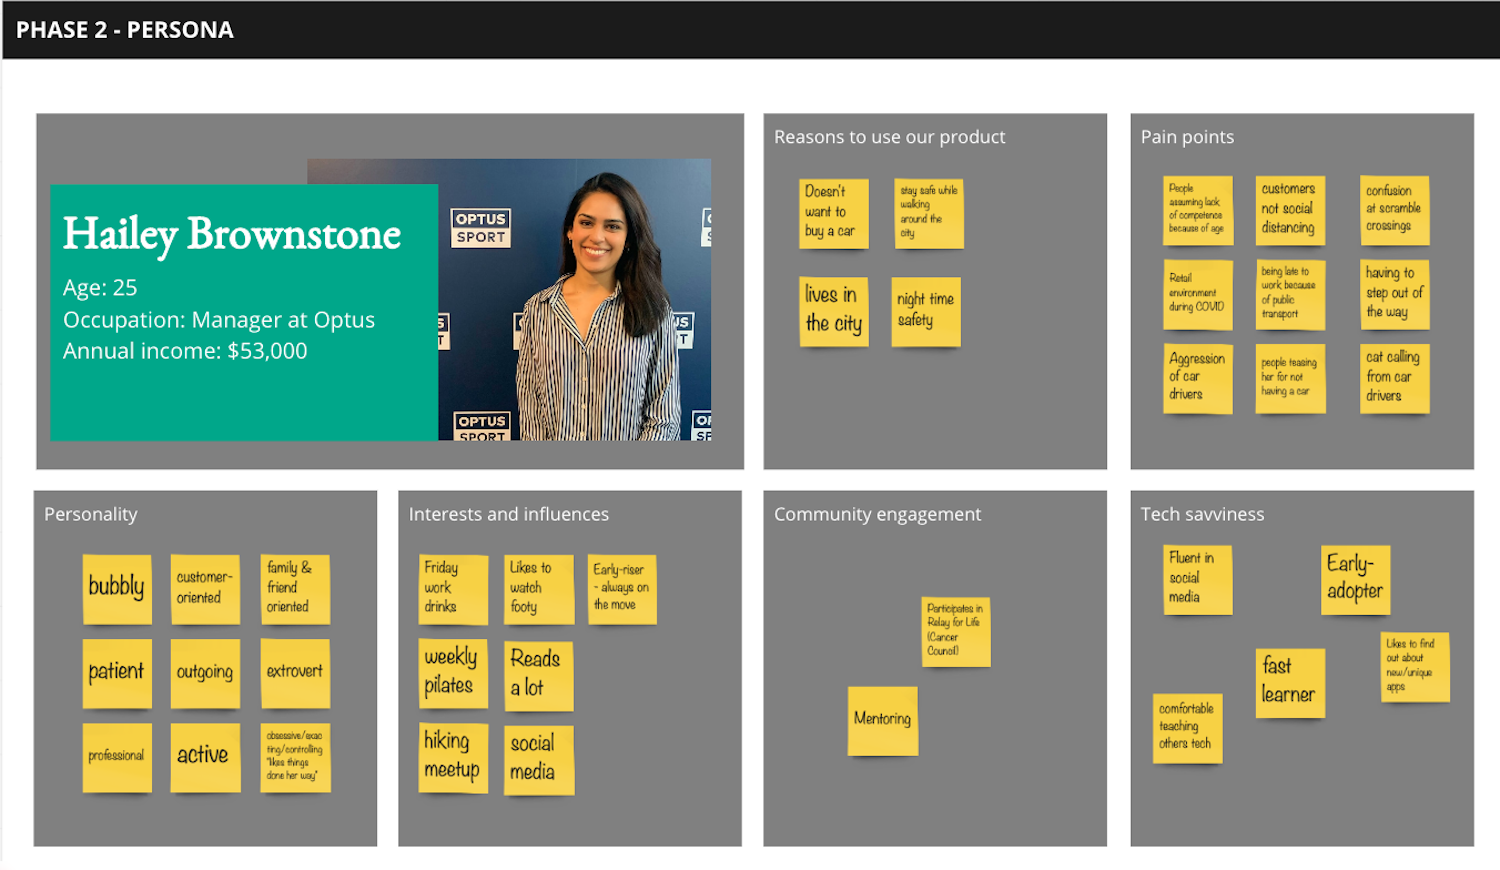 PHASE 2 - PERSONA
Hailey Brownstone
Age: 25
Occupation: Manager at Optus
Annual income: $53,000
OPTUS
SPORT
OPTUS
SPORT
Reasons to use our product
Doesn't
want to
buy a car
stay safe while
walking
around the
city
lives in
the city
night time
safety
Pain points
People
assuming lack
of competence
because of age
customers
not social
distancing
confusion
at scramble
crossings
Retail
environment
during COVID
being late to
work because
of public
transport
having to
step out of
the way
Aggression
of car
drivers
people teasing
her for not
having a car
cat calling
from car
drivers
Personality
bubbly
customer-
oriented
family &
friend
oriented
patient
outgoing
extrovert
professional
active
obsessive/exac
ting/controlling
"likes things
done her way"
Interests and influences
Friday
work
drinks
Likes to
watch
footy
Early-riser
- always on
the move
weekly
pilates
Reads
a lot
hiking
meetup
social
media
Community engagement
Participates in
Relay for Life
(Cancer
Council)
Mentoring
Tech savviness
Fluent in
social
media
Early-
adopter
Likes to find
out about
new/unique
apps
fast
learner
comfortable
teaching
others tech